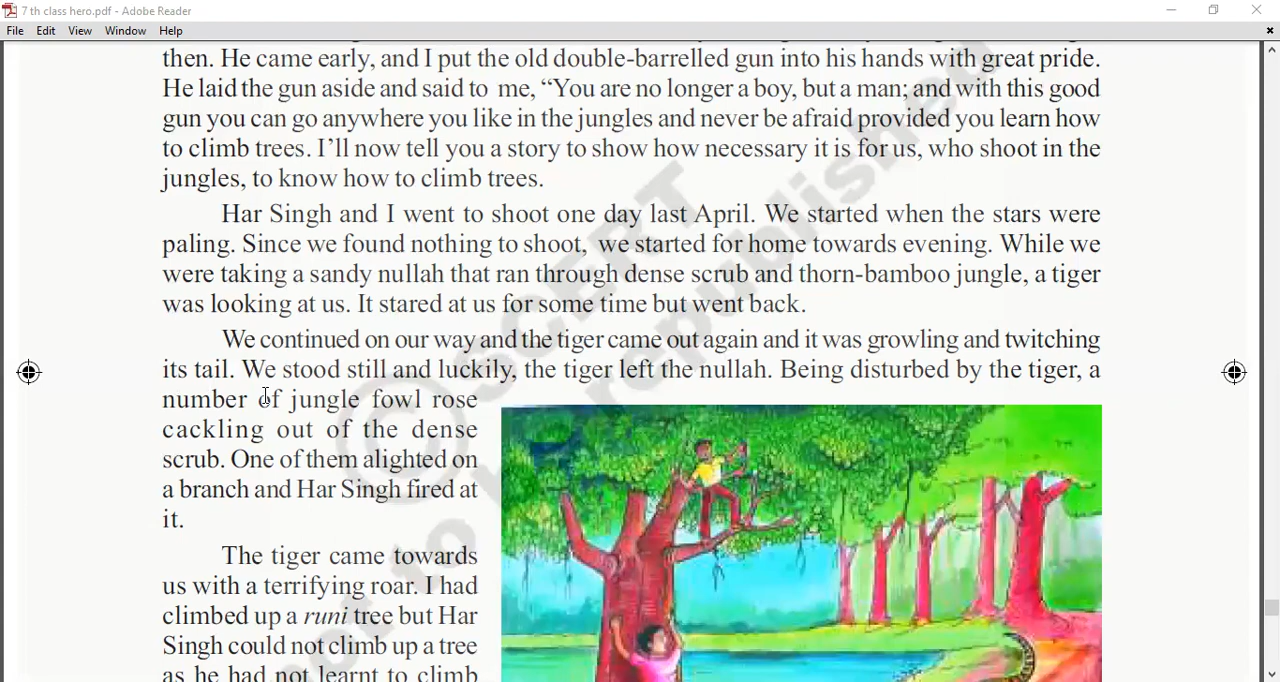 7 th class hero.pdf - Adobe Reader
File Edit View Window Help
then. He came early, and I put the old double-barrelled gun into his hands with great pride.
He laid the gun aside and said to me, “You are no longer a boy, but a man; and with this good
gun you can go anywhere you like in the jungles and never be afraid provided you learn how
to climb trees. I’ll now tell you a story to show how necessary it is for us, who shoot in the
jungles, to know how to climb trees.
Har Singh and I went to shoot one day last April. We started when the stars were
paling. Since we found nothing to shoot, we started for home towards evening. While we
were taking a sandy nullah that ran through dense scrub and thorn-bamboo jungle, a tiger
was looking at us. It stared at us for some time but went back.
We continued on our way and the tiger came out again and it was growling and twitching
its tail. We stood still and luckily, the tiger left the nullah. Being disturbed by the tiger, a
number of jungle fowl rose
cackling out of the dense
scrub. One of them alighted on
a branch and Har Singh fired at
it.
The tiger came towards
us with a terrifying roar. I had
climbed up a runi tree but Har
Singh could not climb up a tree
as he had not learnt to climb
© SCERT
not to be republished